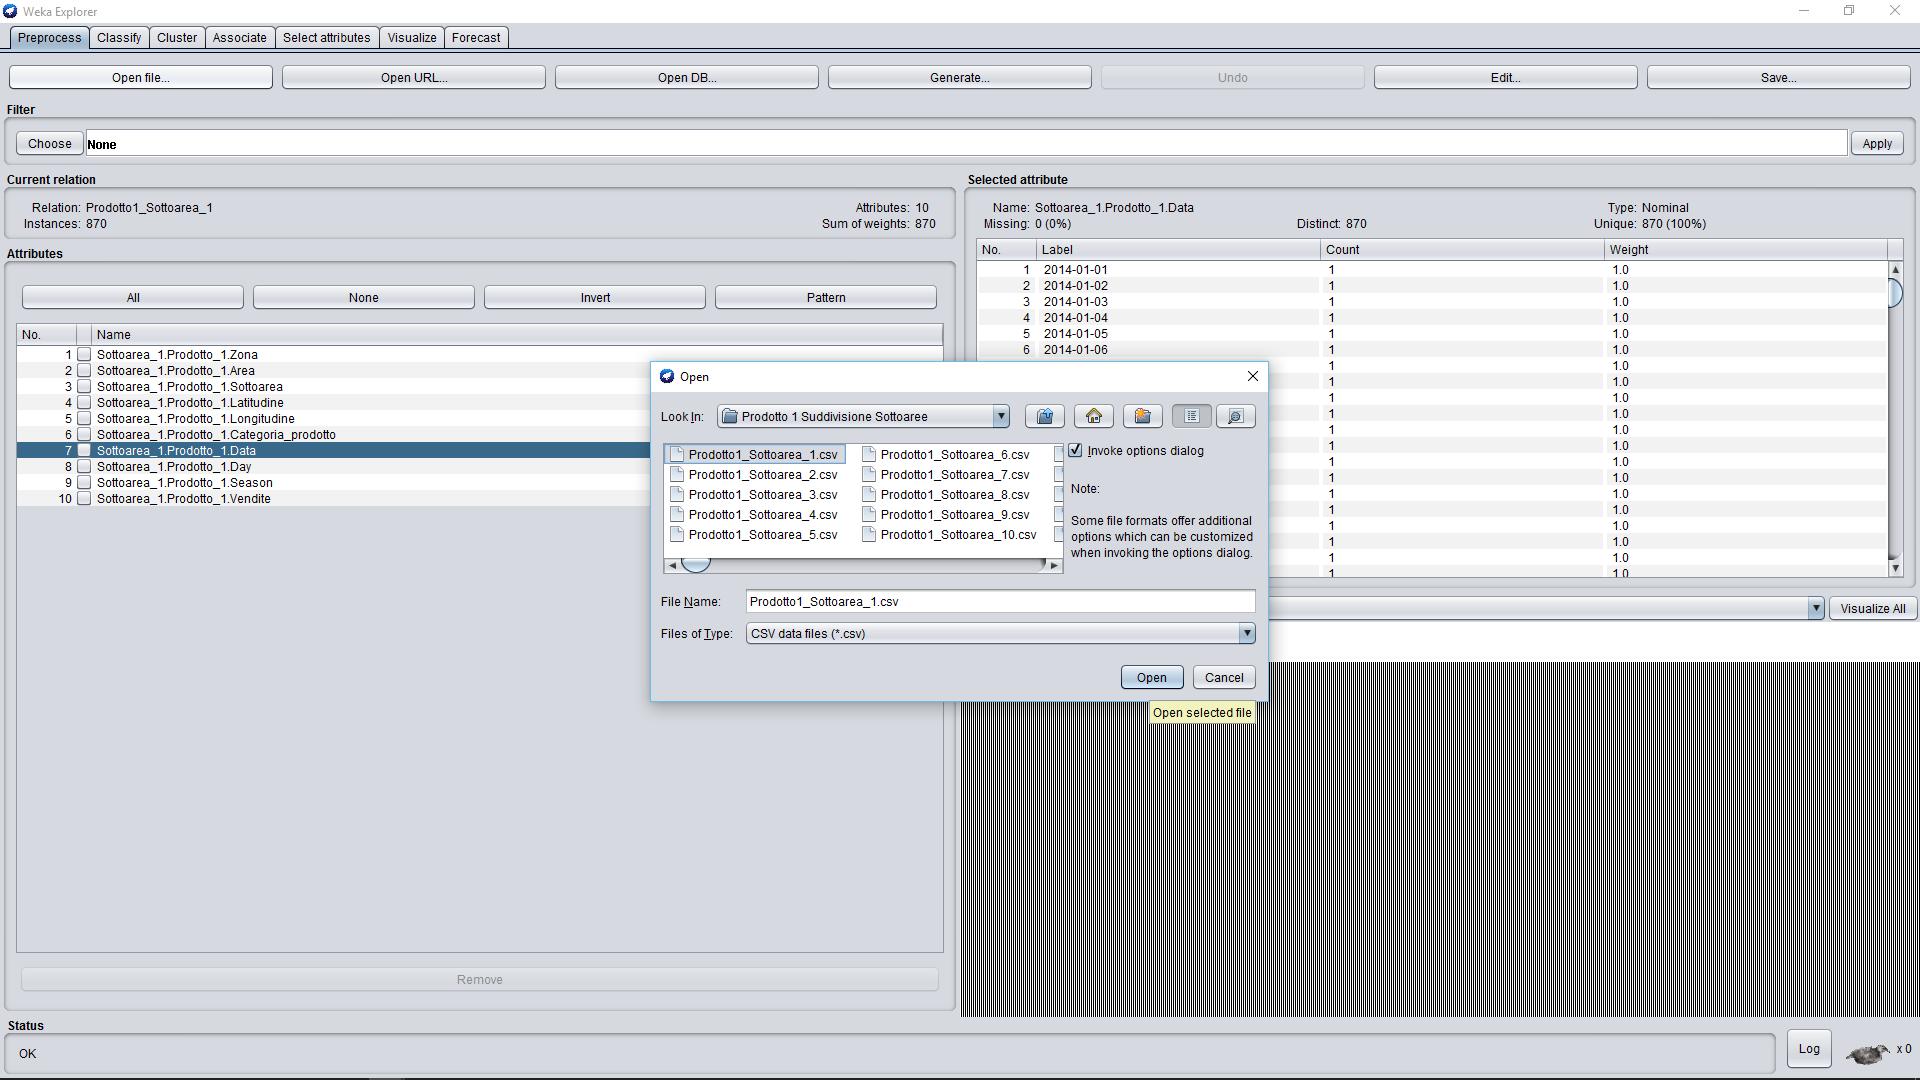 Weka Explorer
Preprocess Classify Cluster Associate Select attributes Visualize Forecast
Open file... Open URL... Open DB... Generate... Undo Edit... Save...
Filter
Choose None Apply
Current relation
Relation: Prodotto1_Sottoarea_1 Attributes: 10
Instances: 870 Sum of weights: 870
Attributes
All None Invert Pattern
No. Name
1 Sottoarea_1.Prodotto_1.Zona
2 Sottoarea_1.Prodotto_1.Area
3 Sottoarea_1.Prodotto_1.Sottoarea
4 Sottoarea_1.Prodotto_1.Latitudine
5 Sottoarea_1.Prodotto_1.Longitudine
6 Sottoarea_1.Prodotto_1.Categoria_prodotto
7 Sottoarea_1.Prodotto_1.Data
8 Sottoarea_1.Prodotto_1.Day
9 Sottoarea_1.Prodotto_1.Season
10 Sottoarea_1.Prodotto_1.Vendite
Remove
Selected attribute
Name: Sottoarea_1.Prodotto_1.Data Type: Nominal
Missing: 0 (0%) Distinct: 870 Unique: 870 (100%)
No. Label Count Weight
1 2014-01-01 1 1.0
2 2014-01-02 1 1.0
3 2014-01-03 1 1.0
4 2014-01-04 1 1.0
5 2014-01-05 1 1.0
6 2014-01-06 1 1.0
1 1.0
1 1.0
1 1.0
1 1.0
1 1.0
1 1.0
1 1.0
1 1.0
1 1.0
1 1.0
1 1.0
1 1.0
1 1.0
1 1.0
Visualize All
Open
Look In: Prodotto 1 Suddivisione Sottoaree
Prodotto1_Sottoarea_1.csv Prodotto1_Sottoarea_6.csv
Prodotto1_Sottoarea_2.csv Prodotto1_Sottoarea_7.csv
Prodotto1_Sottoarea_3.csv Prodotto1_Sottoarea_8.csv
Prodotto1_Sottoarea_4.csv Prodotto1_Sottoarea_9.csv
Prodotto1_Sottoarea_5.csv Prodotto1_Sottoarea_10.csv
Invoke options dialog
Note:
Some file formats offer additional
options which can be customized
when invoking the options dialog.
File Name: Prodotto1_Sottoarea_1.csv
Files of Type: CSV data files (*.csv)
Open Cancel
Open selected file
Status
OK
Log x 0